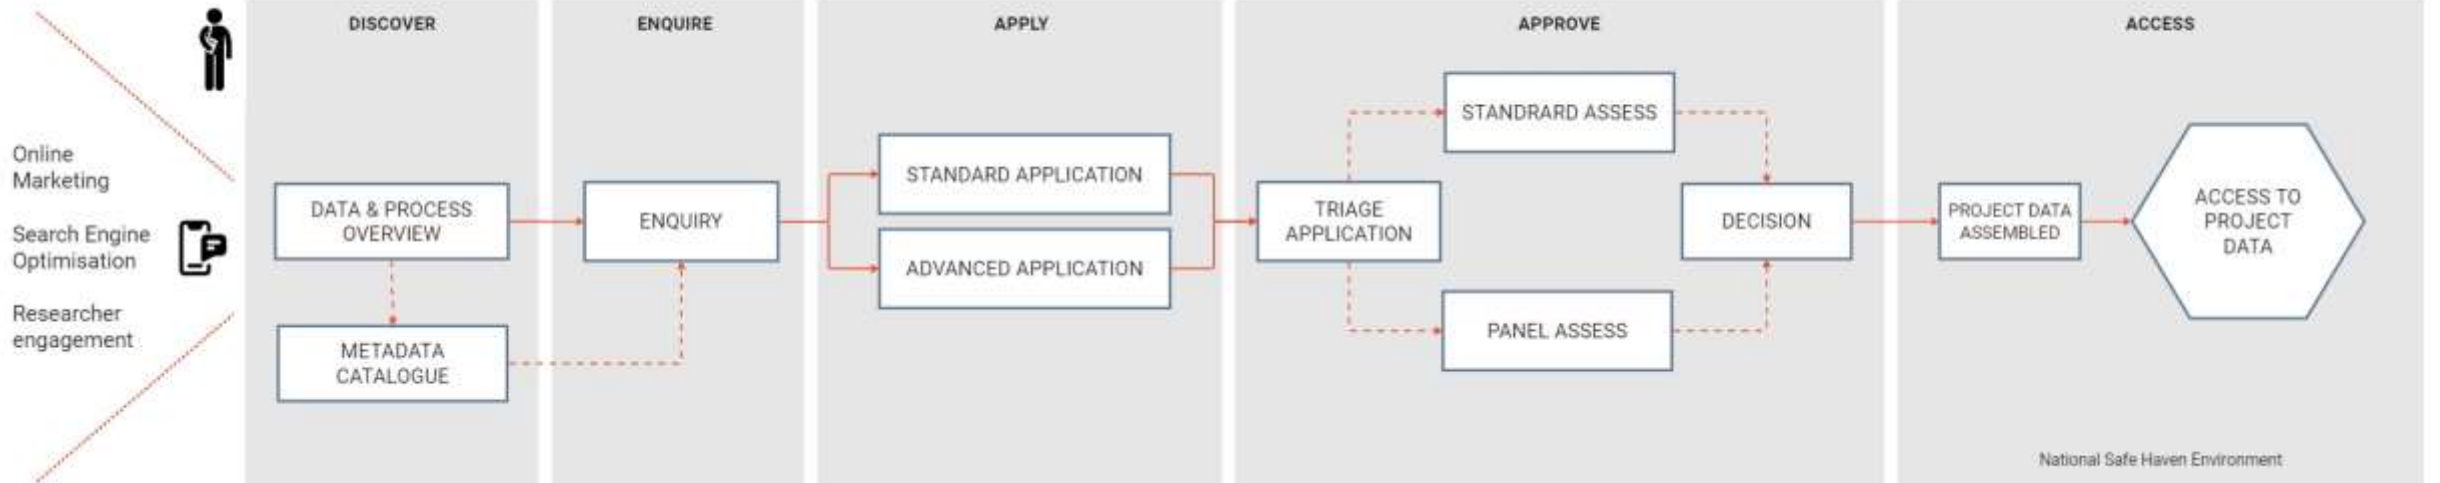 Online
Marketing
Search Engine
Optimisation
Researcher
engagement
DISCOVER
DATA & PROCESS
OVERVIEW
METADATA
CATALOGUE
ENQUIRE
ENQUIRY
APPLY
STANDARD APPLICATION
ADVANCED APPLICATION
APPROVE
TRIAGE
APPLICATION
STANDRARD ASSESS
PANEL ASSESS
DECISION
ACCESS
PROJECT DATA
ASSEMBLED
ACCESS TO
PROJECT
DATA
National Safe Haven Environment